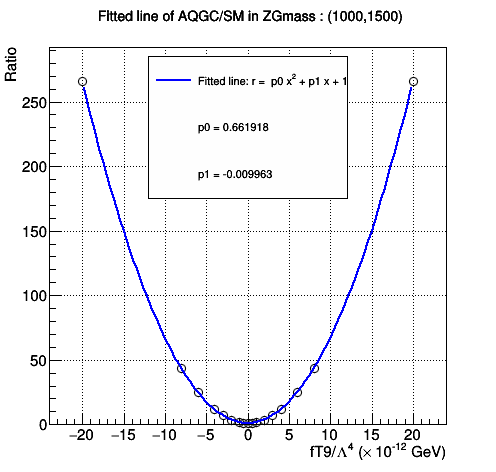 FItted line of AQGC/SM in ZGmass : (1000,1500)
Ratio
Fitted line: r = p0 x² + p1 x + 1
p0 = 0.661918
p1 = -0.009963
250
200
150
100
50
0
−20 −15 −10 −5 0 5 10 15 20
fT9/Λ⁴ (× 10⁻¹² GeV)